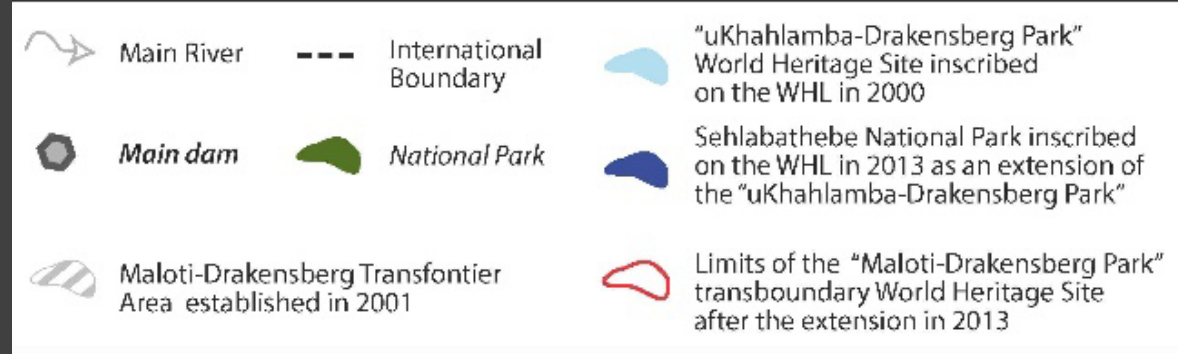 Main River
International
Boundary
"uKhahlamba-Drakensberg Park"
World Heritage Site inscribed
on the WHL in 2000
Main dam
National Park
Sehlabathebe National Park inscribed
on the WHL in 2013 as an extension of
the "uKhahlamba-Drakensberg Park"
Maloti-Drakensberg Transfontier
Area established in 2001
Limits of the "Maloti-Drakensberg Park"
transboundary World Heritage Site
after the extension in 2013